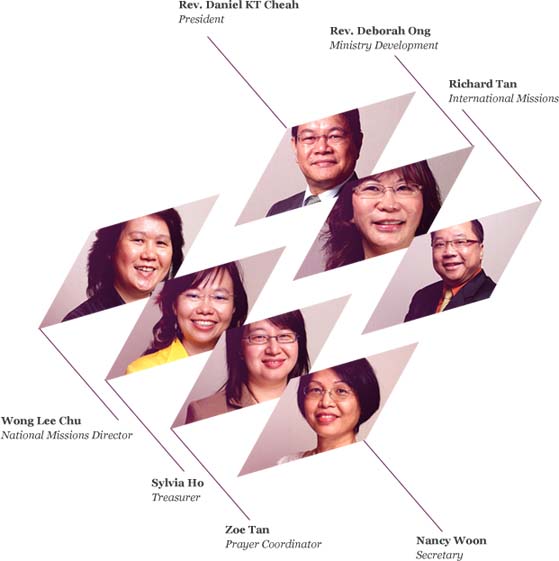 Rev. Daniel KT Cheah
President
Rev. Deborah Ong
Ministry Development
Richard Tan
International Missions
Wong Lee Chu
National Missions Director
Sylvia Ho
Treasurer
Zoe Tan
Prayer Coordinator
Nancy Woon
Secretary